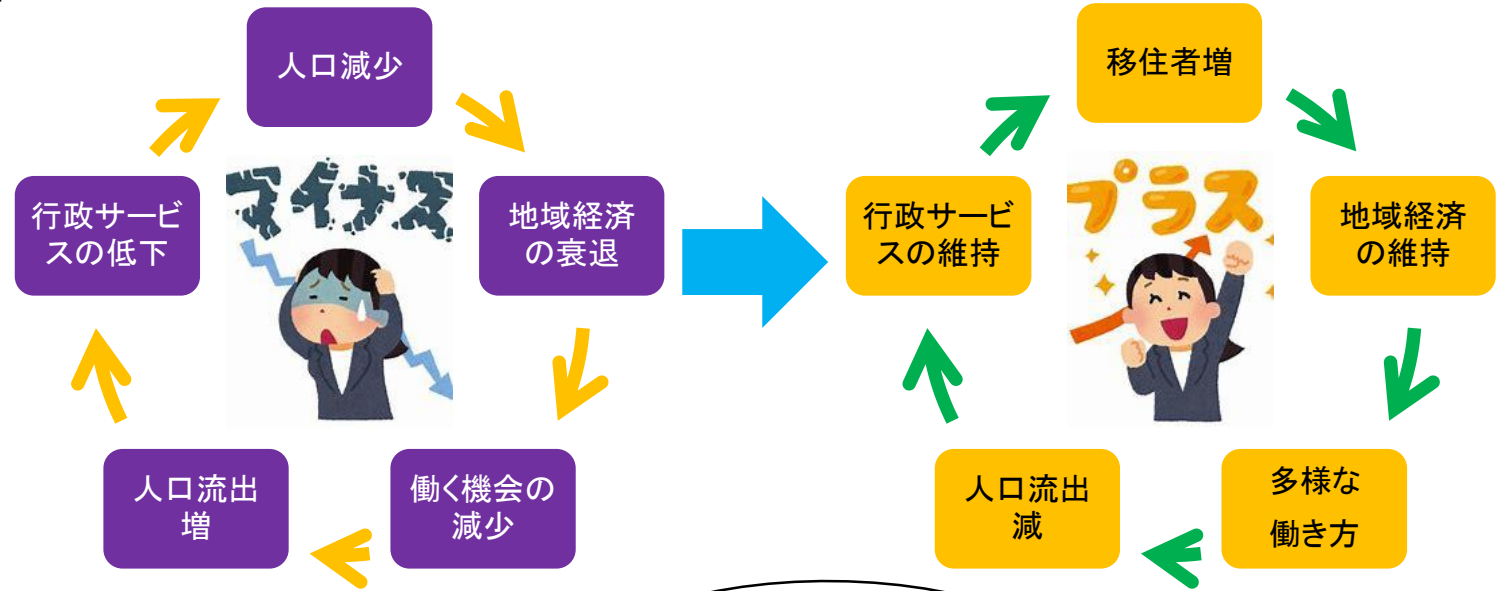 人口減少
行政サービ
スの低下
マイナス
地域経済
の衰退
人口流出
増
働く機会の
減少
移住者増
行政サービ
スの維持
プラス
地域経済
の維持
人口流出
減
多様な
働き方